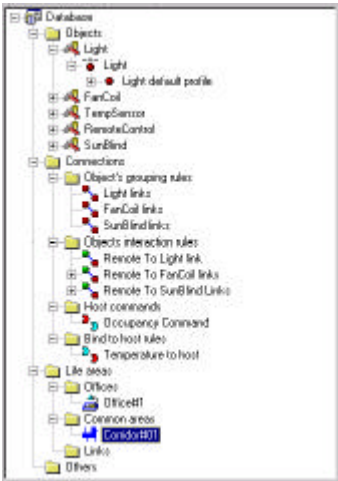 Database
Objects
Light
Light
Light default profile
FanCoil
TempSensor
RemoteControl
SunBlind
Connections
Object's grouping rules
Light links
FanCoil links
SunBlind links
Objects interaction rules
Remote To Light link
Remote To FanCoil links
Remote To SunBlind Links
Host commands
Occupancy Command
Bind to host rules
Temperature to host
Life areas
Offices
Office#1
Common areas
Corridor#01
Links
Others